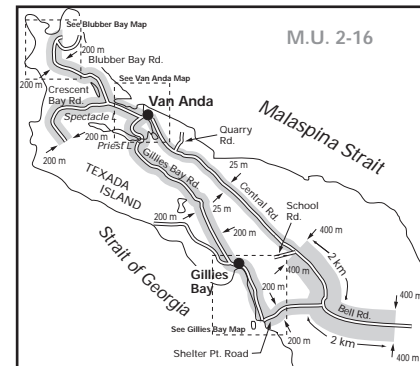 See Blubber Bay Map
M.U. 2-16
200 m
Blubber Bay Rd.
See Van Anda Map
200 m
Crescent
Bay Rd.
Van Anda
Spectacle L
Malaspina Strait
200 m
Priest L
Quarry
Rd.
200 m
Gillies Bay Rd.
25 m
TEXADA
ISLAND
Central Rd.
School
Rd.
200 m
25 m
200 m
400 m
Strait of Georgia
Gillies
Bay
400 m
2 km
400 m
200 m
400 m
Bell Rd.
See Gillies Bay Map
200 m
2 km
Shelter Pt. Road
400 m